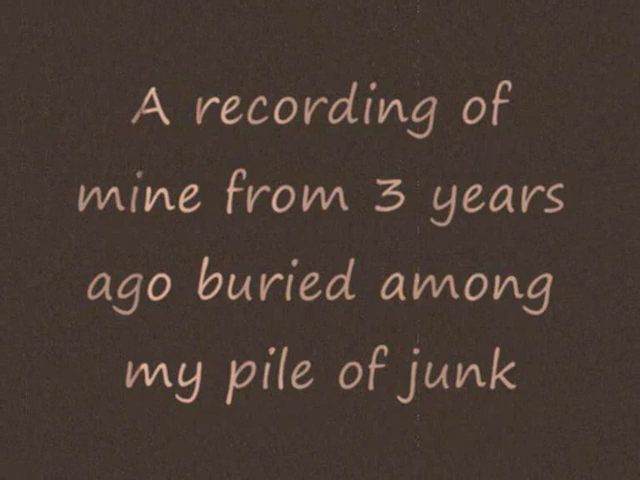 A recording of
mine from 3 years
ago buried among
my pile of junk